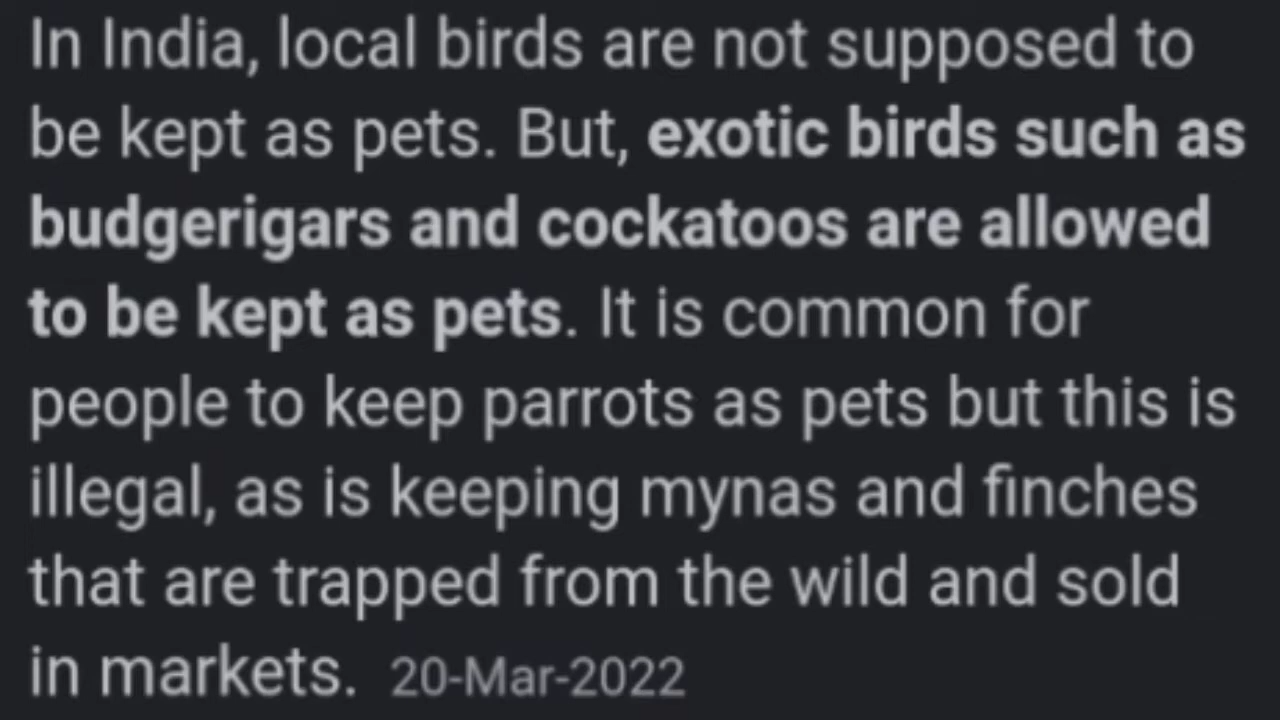 In India, local birds are not supposed to
be kept as pets. But, exotic birds such as
budgerigars and cockatoos are allowed
to be kept as pets. It is common for
people to keep parrots as pets but this is
illegal, as is keeping mynas and finches
that are trapped from the wild and sold
in markets. 20-Mar-2022